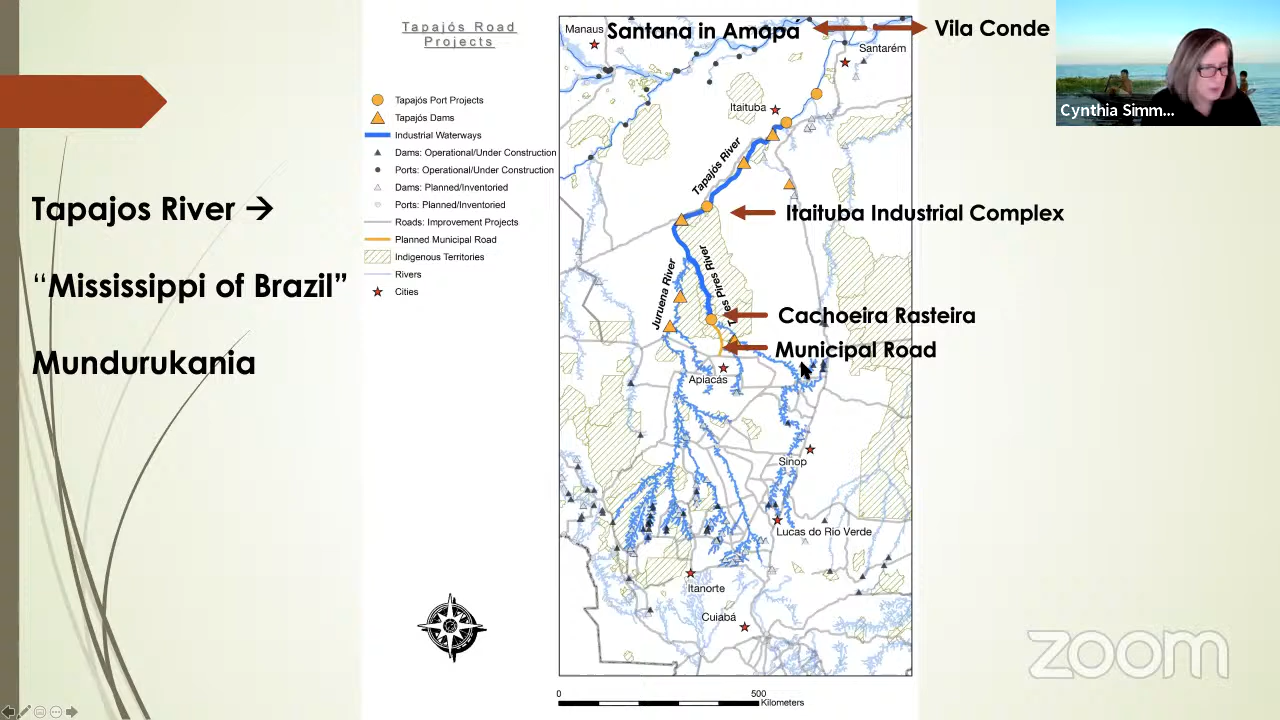 Tapajós Road
Projects
Tapajós Port Projects
Tapajós Dams
Industrial Waterways
Dams: Operational/Under Construction
Ports: Operational/Under Construction
Dams: Planned/Inventoried
Ports: Planned/Inventoried
Roads: Improvement Projects
Planned Municipal Road
Indigenous Territories
Rivers
Cities
Tapajos River →
“Mississippi of Brazil”
Mundurukania
Manaus
Santana in Amapá
Vila Conde
Santarém
Itaituba
Tapajós River
Itaituba Industrial Complex
Juruena River
Pires River
Cachoeira Rasteira
Municipal Road
Apiacás
Sinop
Lucas do Rio Verde
Itanorte
Cuiabá
0
500
Kilometers
Cynthia Simm...
zoom